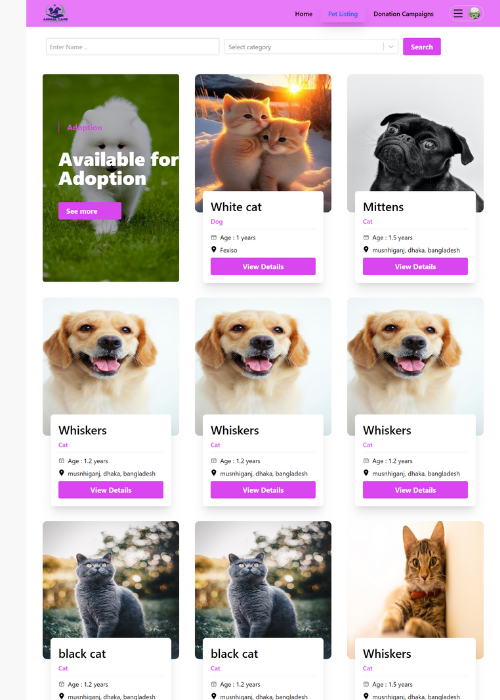 ANIMAL CARE
Home
Pet Listing
Donation Campaigns
Enter Name ..
Select category
Search
Adoption
Available for
Adoption
See more
White cat
Dog
Age : 1 years
Fexiso
View Details
Mittens
Cat
Age : 1.5 years
musnhiganj, dhaka, bangladesh
View Details
Whiskers
Cat
Age : 1.2 years
musnhiganj, dhaka, bangladesh
View Details
Whiskers
Cat
Age : 1.2 years
musnhiganj, dhaka, bangladesh
View Details
Whiskers
Cat
Age : 1.2 years
musnhiganj, dhaka, bangladesh
View Details
black cat
Cat
Age : 1.2 years
musnhiganj, dhaka, bangladesh
black cat
Cat
Age : 1.2 years
musnhiganj, dhaka, bangladesh
Whiskers
Cat
Age : 1.5 years
musnhiganj, dhaka, bangladesh